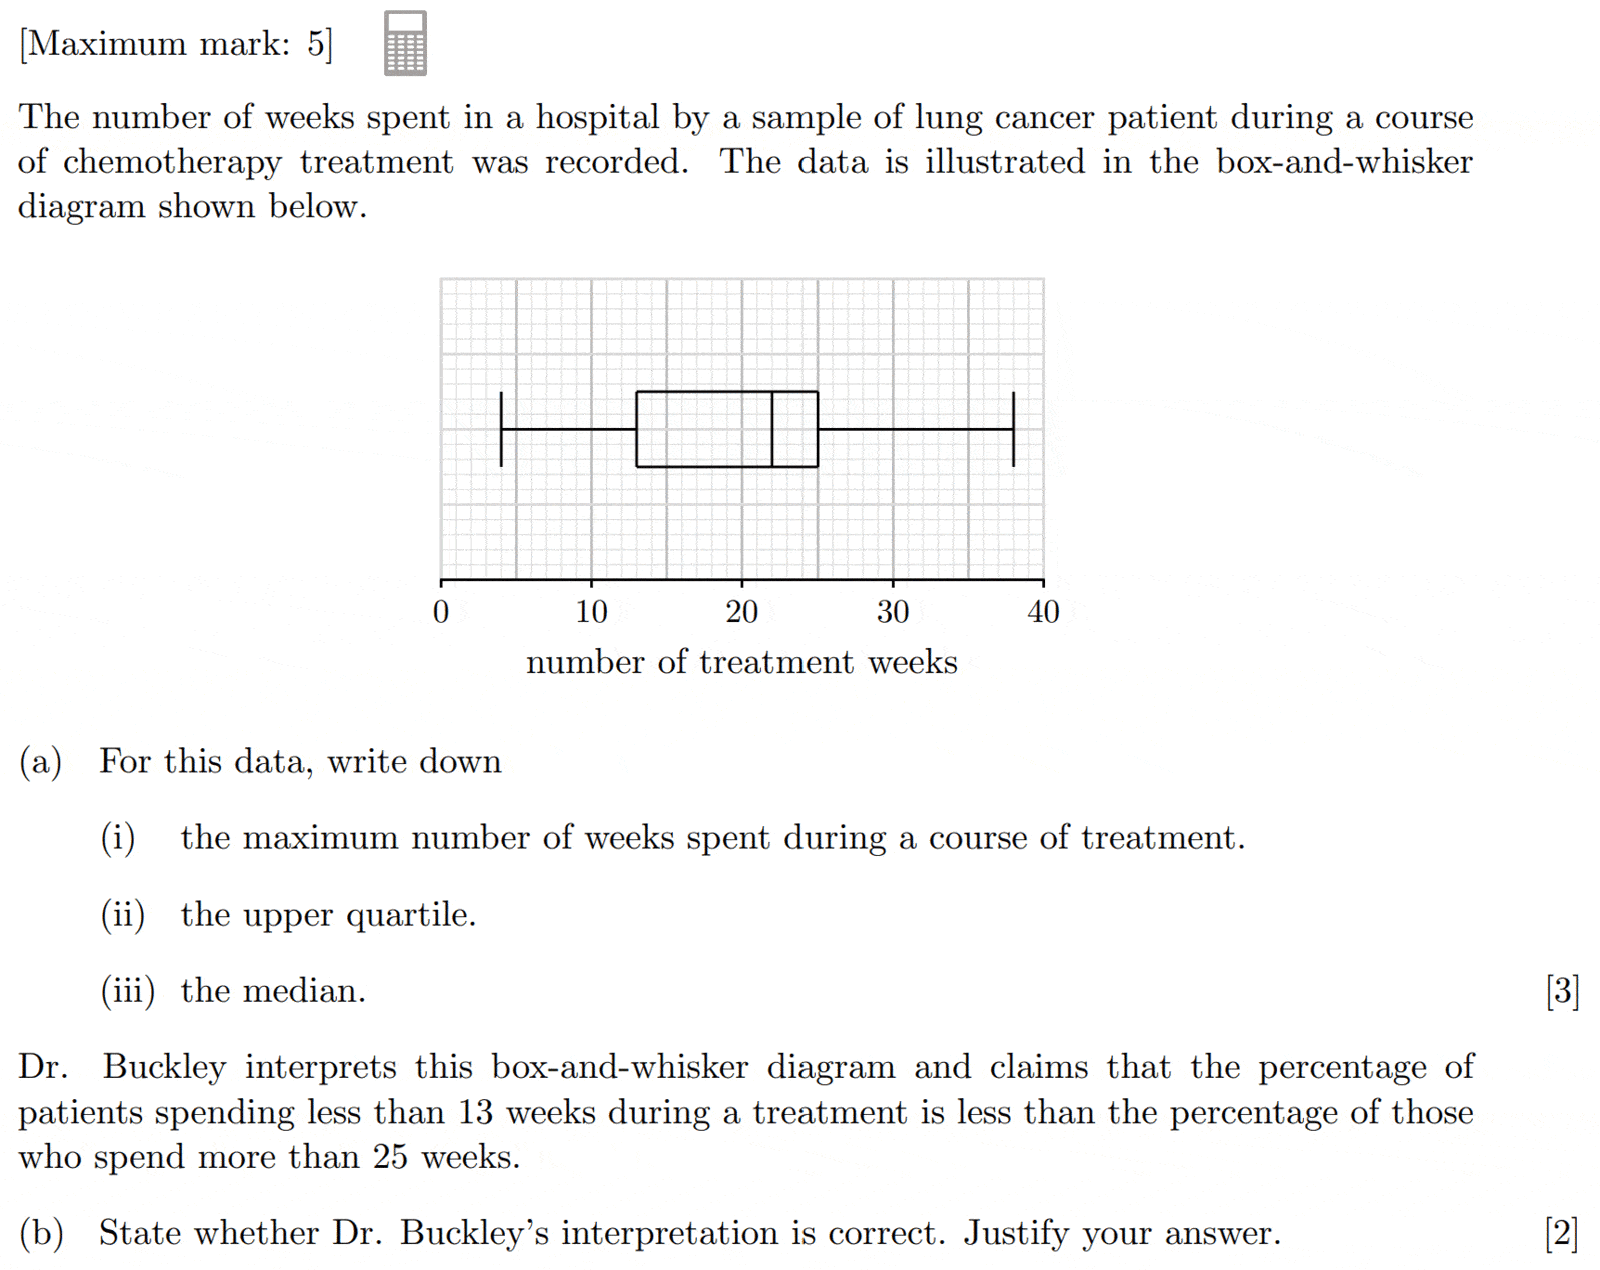 [Maximum mark: 5]
The number of weeks spent in a hospital by a sample of lung cancer patient during a course
of chemotherapy treatment was recorded. The data is illustrated in the box-and-whisker
diagram shown below.
0 10 20 30 40
number of treatment weeks
(a) For this data, write down
(i) the maximum number of weeks spent during a course of treatment.
(ii) the upper quartile.
(iii) the median. [3]
Dr. Buckley interprets this box-and-whisker diagram and claims that the percentage of
patients spending less than 13 weeks during a treatment is less than the percentage of those
who spend more than 25 weeks.
(b) State whether Dr. Buckley's interpretation is correct. Justify your answer. [2]